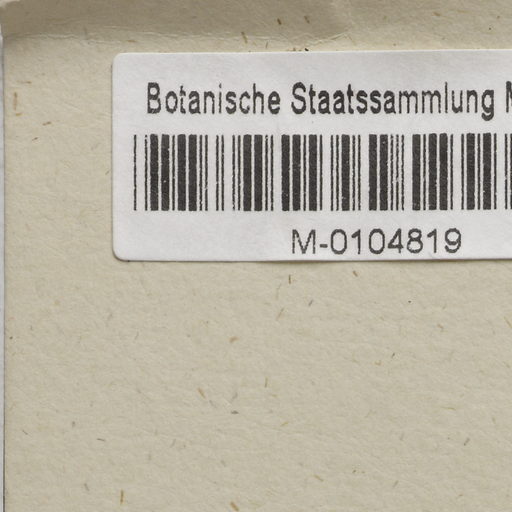 Botanische Staatssammlung
M-0104819